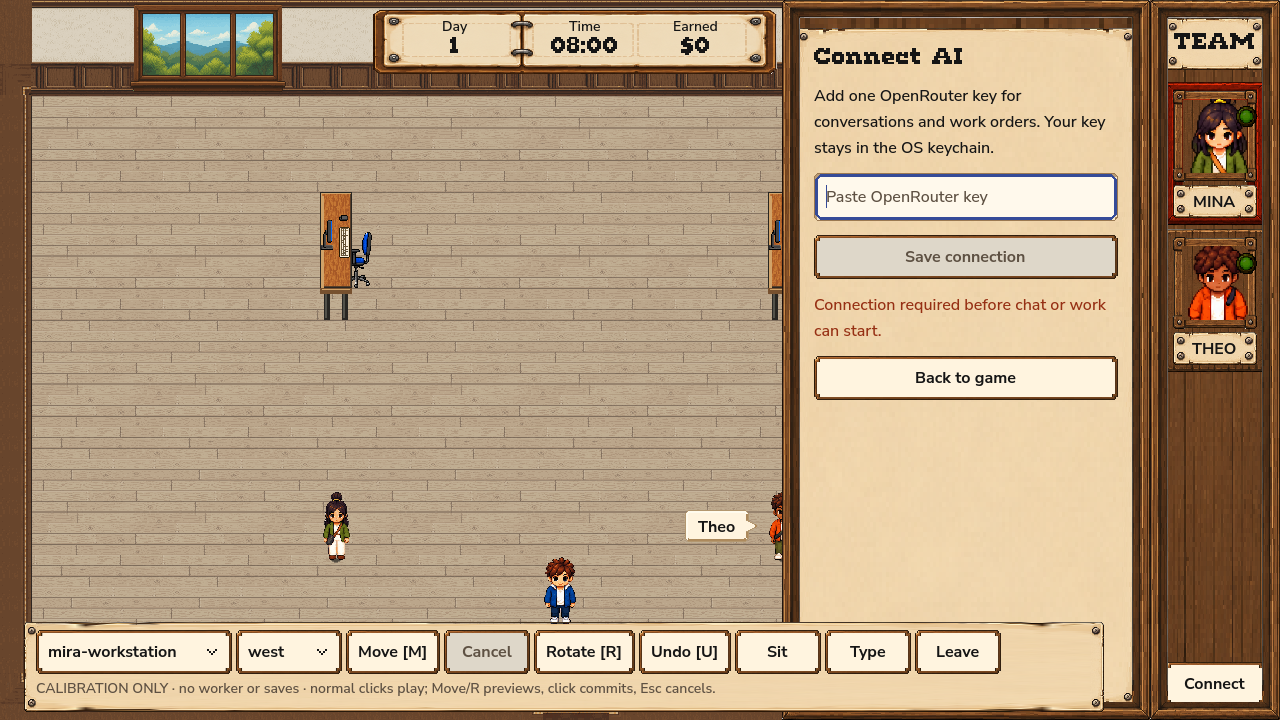 Day
1
Time
08:00
Earned
$0
Connect AI
Add one OpenRouter key for
conversations and work orders. Your key
stays in the OS keychain.
Paste OpenRouter key
Save connection
Connection required before chat or work
can start.
Back to game
TEAM
MINA
THEO
Connect
Theo
mira-workstation
west
Move [M]
Cancel
Rotate [R]
Undo [U]
Sit
Type
Leave
CALIBRATION ONLY · no worker or saves · normal clicks play; Move/R previews, click commits, Esc cancels.